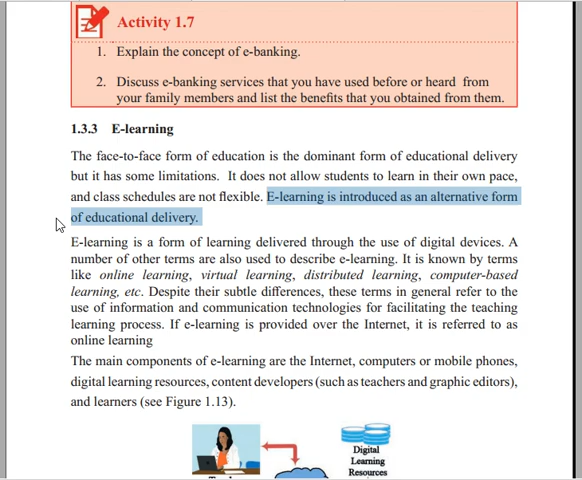 Activity 1.7
1. Explain the concept of e-banking.
2. Discuss e-banking services that you have used before or heard from
your family members and list the benefits that you obtained from them.
1.3.3 E-learning
The face-to-face form of education is the dominant form of educational delivery
but it has some limitations. It does not allow students to learn in their own pace,
and class schedules are not flexible. E-learning is introduced as an alternative form
of educational delivery.
E-learning is a form of learning delivered through the use of digital devices. A
number of other terms are also used to describe e-learning. It is known by terms
like online learning, virtual learning, distributed learning, computer-based
learning, etc. Despite their subtle differences, these terms in general refer to the
use of information and communication technologies for facilitating the teaching
learning process. If e-learning is provided over the Internet, it is referred to as
online learning
The main components of e-learning are the Internet, computers or mobile phones,
digital learning resources, content developers (such as teachers and graphic editors),
and learners (see Figure 1.13).
Digital
Learning
Resources